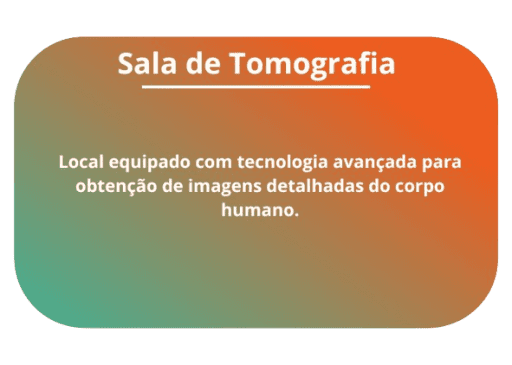 Sala de Tomografia
Local equipado com tecnologia avançada para
obtenção de imagens detalhadas do corpo
humano.